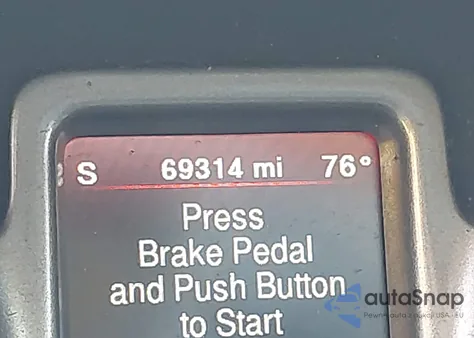 S 69314 mi 76°
Press
Brake Pedal
and Push Button
to Start
autoSnap